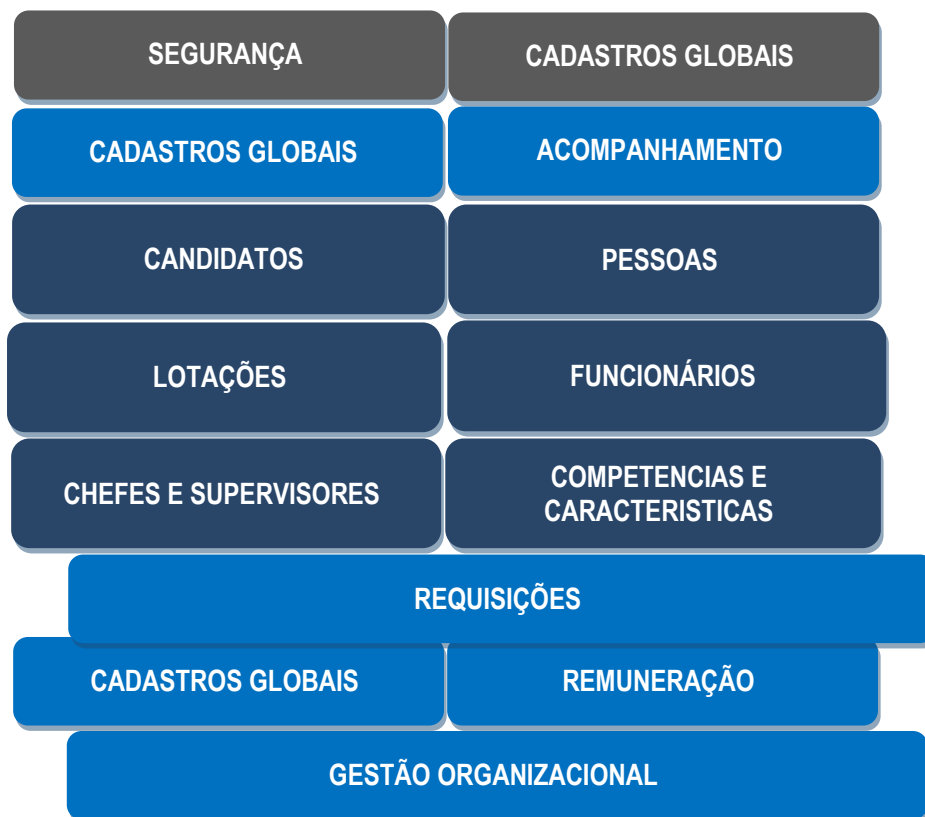 SEGURANÇA
CADASTROS GLOBAIS
CADASTROS GLOBAIS
ACOMPANHAMENTO
CANDIDATOS
PESSOAS
LOTAÇÕES
FUNCIONÁRIOS
CHEFES E SUPERVISORES
COMPETENCIAS E
CARACTERISTICAS
REQUISIÇÕES
CADASTROS GLOBAIS
REMUNERAÇÃO
GESTÃO ORGANIZACIONAL